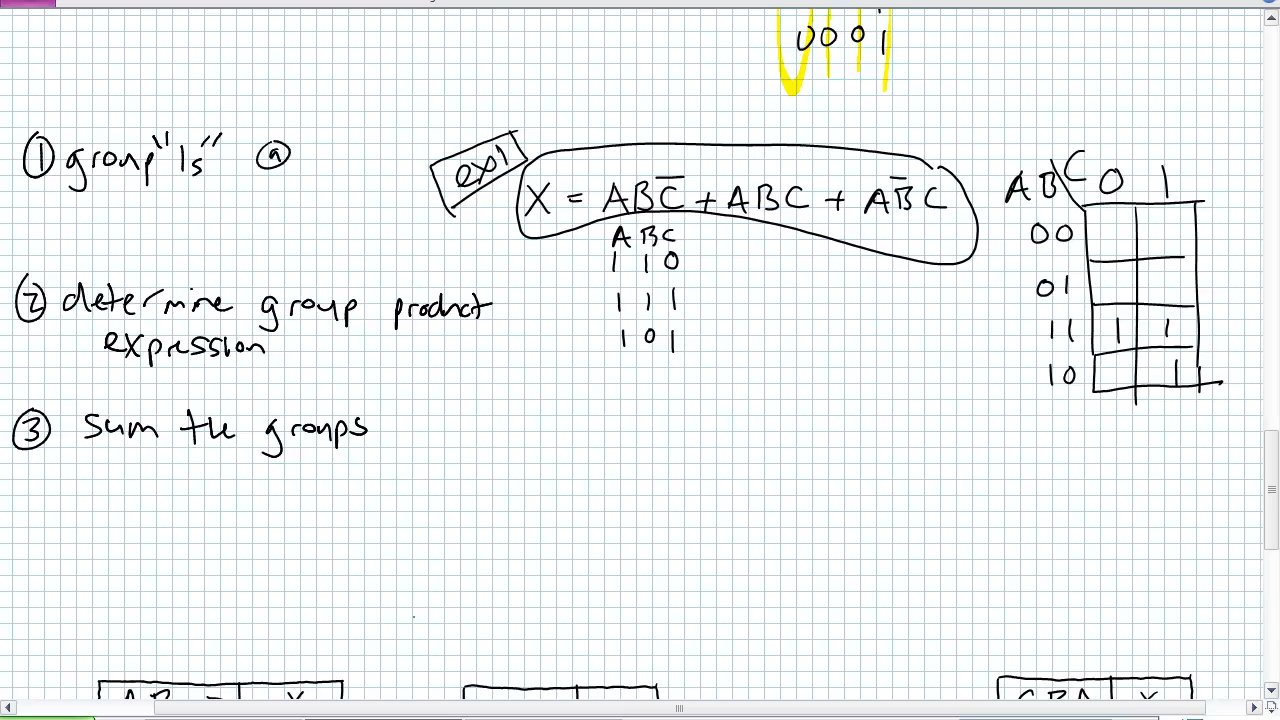 0001
① group "1s" ⓐ
ex1
X = ABC̅ + ABC + AB̅C
ABC
110
111
101
AB\C 0 1
00
01
11 1 1
10 1
② determine group product
expression
③ sum the groups